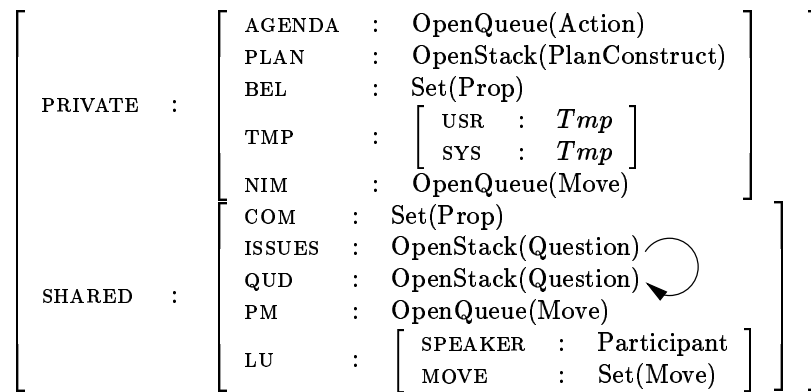 AGENDA : OpenQueue(Action)
PLAN : OpenStack(PlanConstruct)
BEL : Set(Prop)
PRIVATE :
TMP : [ USR : Tmp
SYS : Tmp ]
NIM : OpenQueue(Move)
COM : Set(Prop)
ISSUES : OpenStack(Question)
QUD : OpenStack(Question)
SHARED :
PM : OpenQueue(Move)
LU : [ SPEAKER : Participant
MOVE : Set(Move) ]